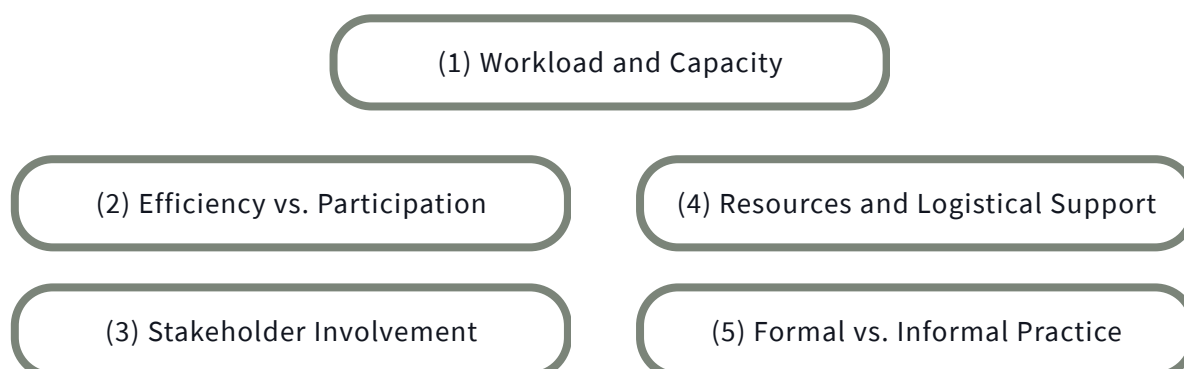 (1) Workload and Capacity
(2) Efficiency vs. Participation
(4) Resources and Logistical Support
(3) Stakeholder Involvement
(5) Formal vs. Informal Practice